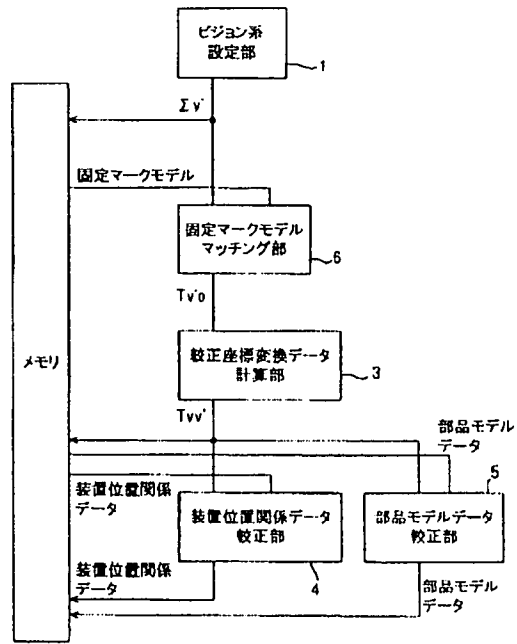 ビジョン系
設定部
1
Σv'
固定マークモデル
固定マークモデル
マッチング部
6
Tv'o
メモリ
較正座標変換データ
計算部
3
Tvv'
部品モデル
データ
装置位置関係
データ
装置位置関係データ
較正部
4
5
部品モデルデータ
較正部
装置位置関係
データ
部品モデル
データ